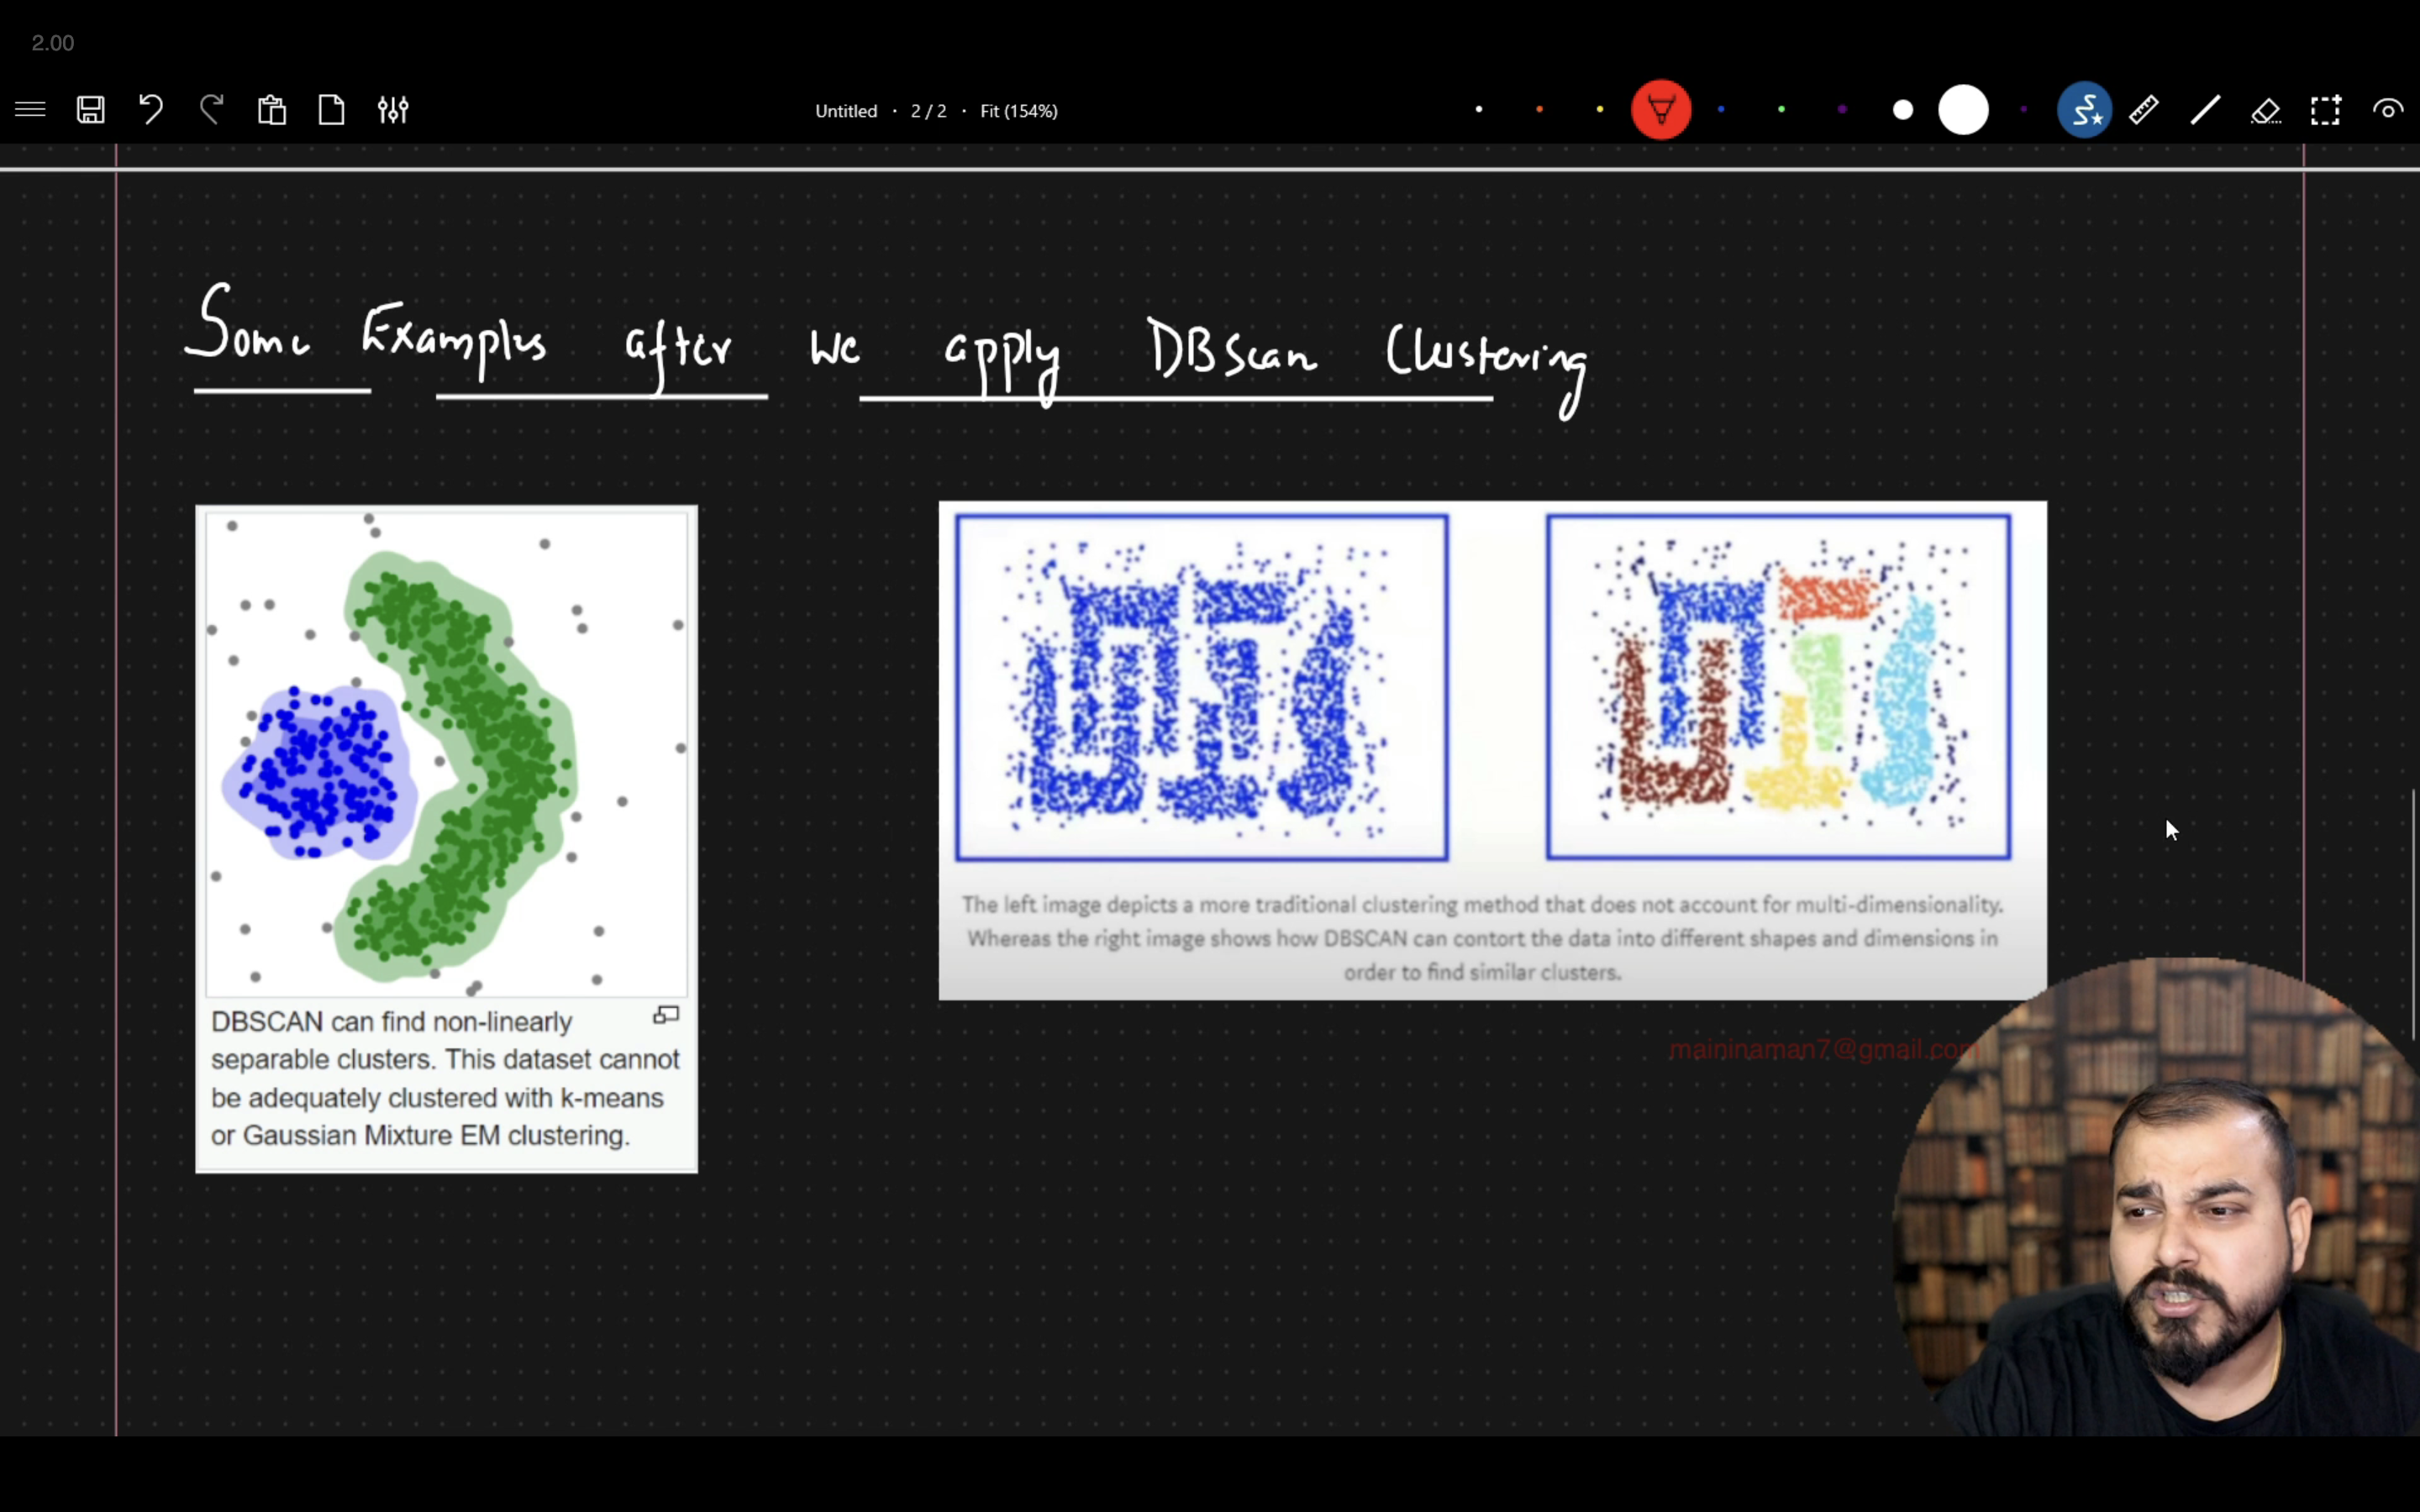 2.00
Untitled · 2 / 2 · Fit (154%)
Some Examples after we apply DBScan Clustering
DBSCAN can find non-linearly
separable clusters. This dataset cannot
be adequately clustered with k-means
or Gaussian Mixture EM clustering.
The left image depicts a more traditional clustering method that does not account for multi-dimensionality.
Whereas the right image shows how DBSCAN can contort the data into different shapes and dimensions in
order to find similar clusters.
maininaman7@gmail.com